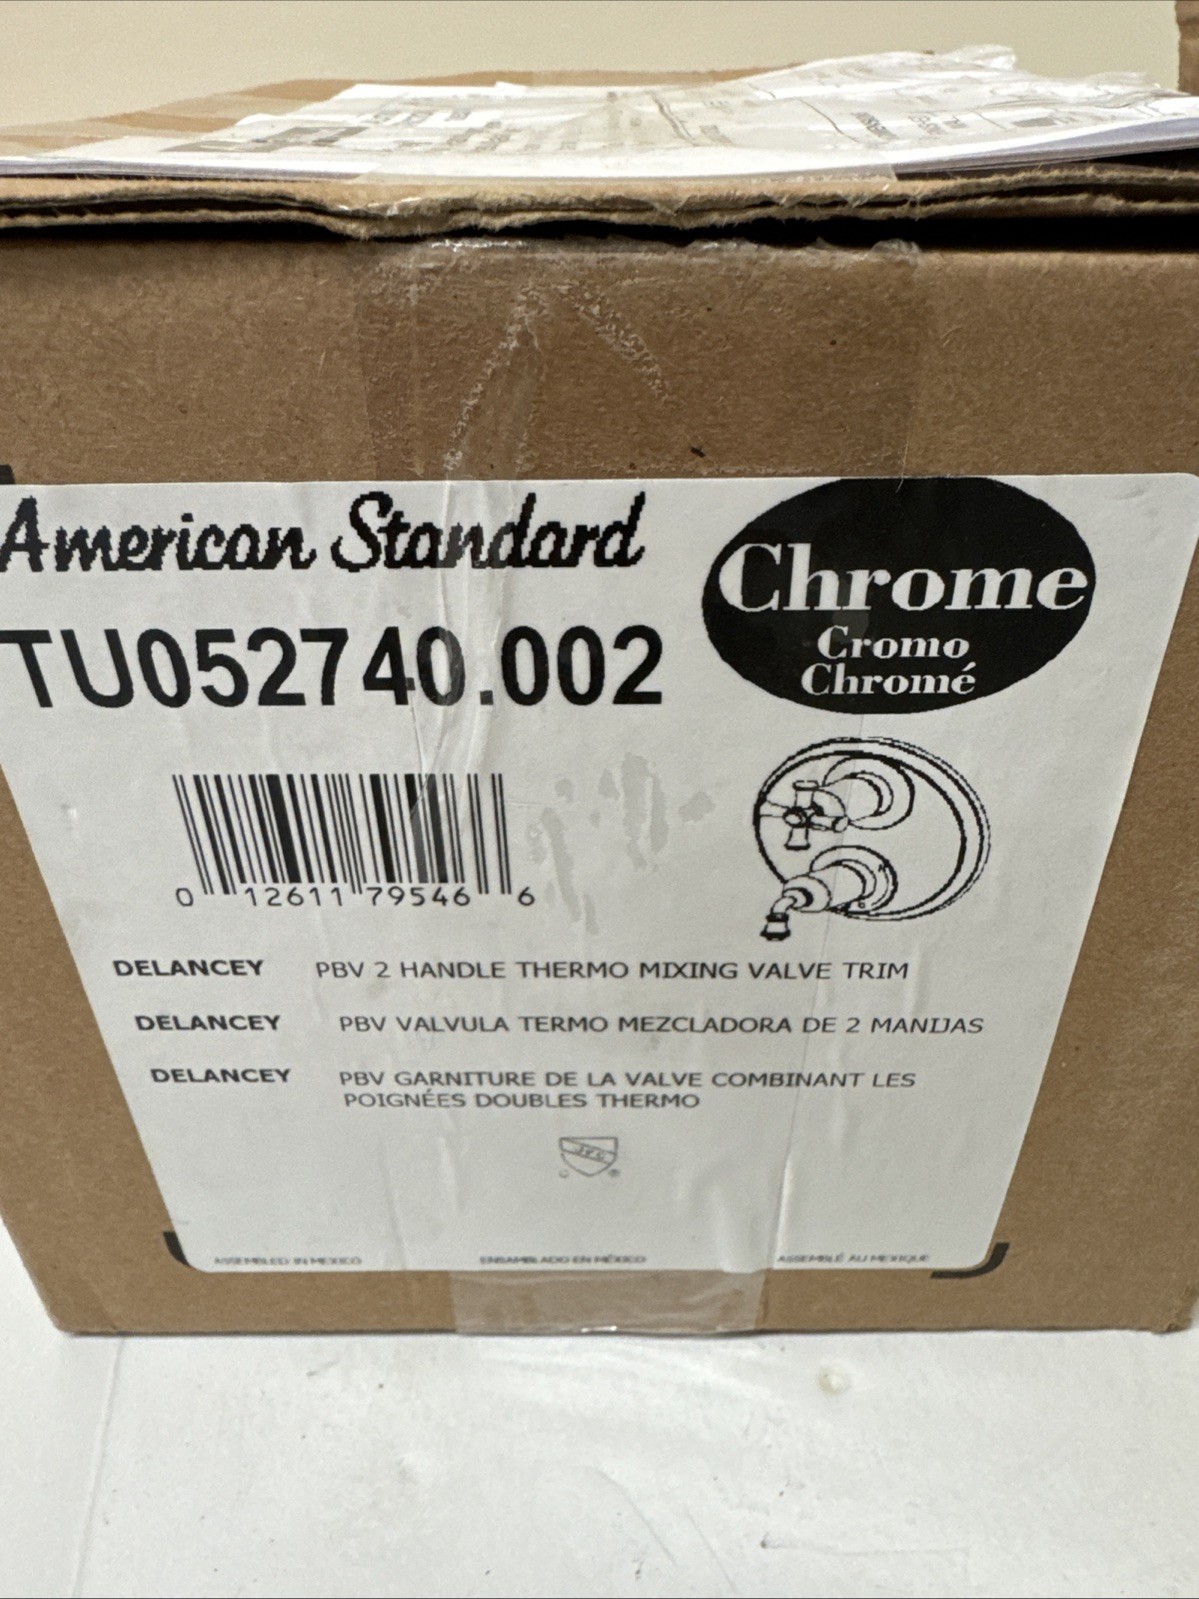 American Standard
Chrome
Cromo
Chromé
TU052740.002
0 12611 79546 6
DELANCEY PBV 2 HANDLE THERMO MIXING VALVE TRIM
DELANCEY PBV VALVULA TERMO MEZCLADORA DE 2 MANIJAS
DELANCEY PBV GARNITURE DE LA VALVE COMBINANT LES
POIGNÉES DOUBLES THERMO
ASSEMBLED IN MEXICO ENSAMBLADO EN MÉXICO ASSEMBLÉ AU MEXIQUE